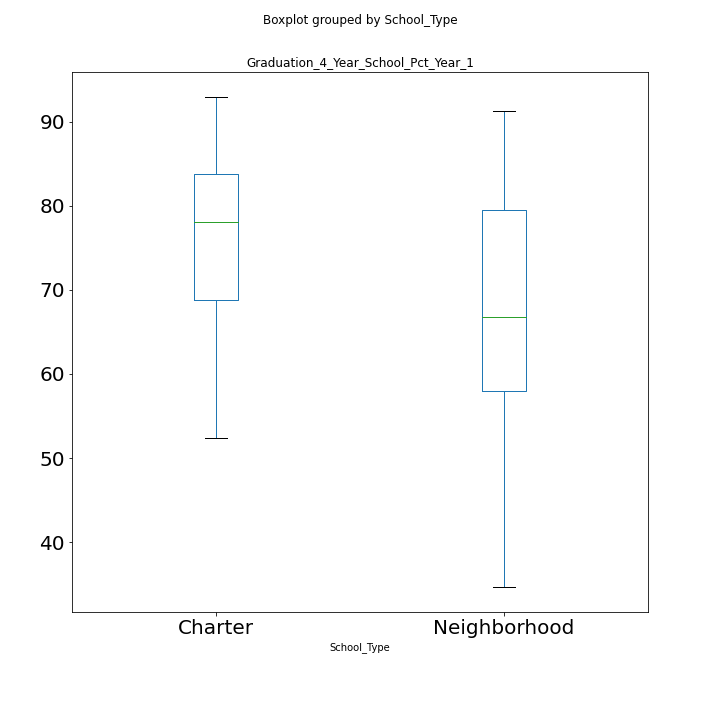 Boxplot grouped by School_Type
Graduation_4_Year_School_Pct_Year_1
90
80
70
60
50
40
Charter Neighborhood
School_Type